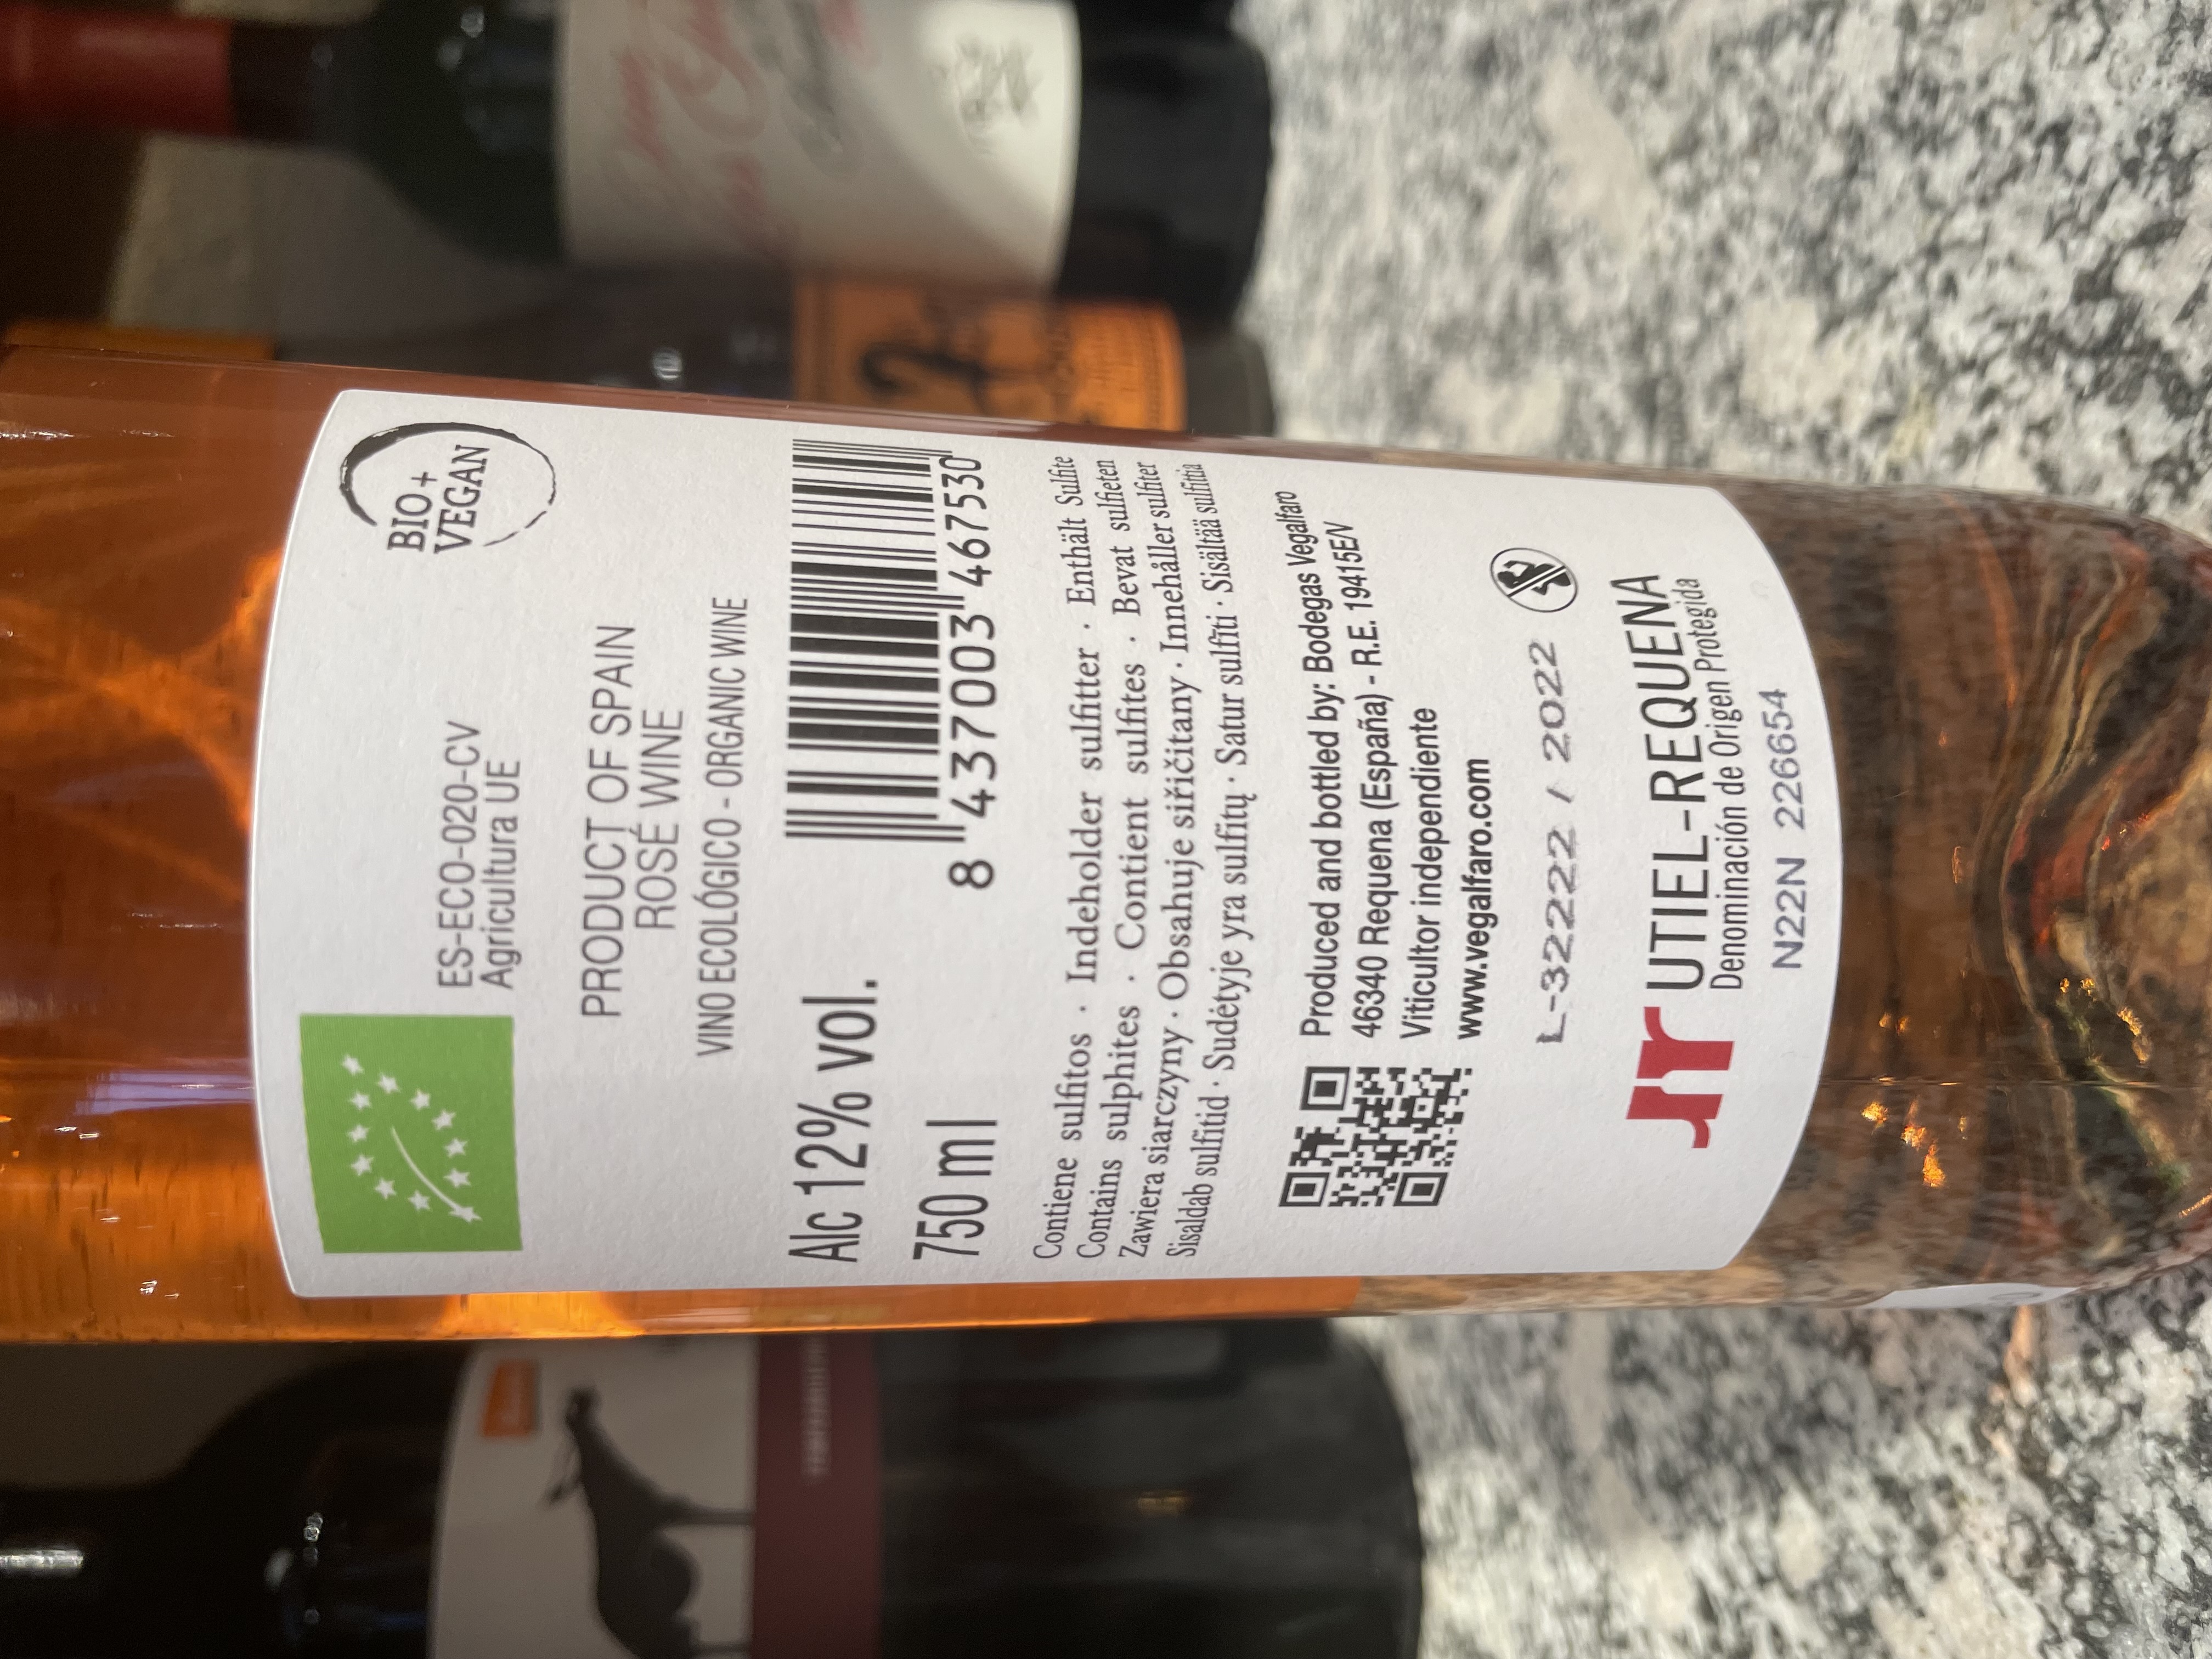 BIO+
VEGAN
ES-ECO-020-CV
Agricultura UE
PRODUCT OF SPAIN
ROSÉ WINE
VINO ECOLÓGICO - ORGANIC WINE
Alc 12% vol.
750 ml
8 437003 467530
Contiene sulfitos · Indeholder sulfitter · Enthält Sulfite
Contains sulphites · Contient sulfites · Bevat sulfieten
Zawiera siarczyny · Obsahuje siřičitany · Innehåller sulfiter
Sisaldab sulfitid · Sudėtyje yra sulfitų · Satur sulfīti · Sisältää sulfiitia
Produced and bottled by: Bodegas Vegalfaro
46340 Requena (España) - R.E. 19415E/V
Viticultor independiente
www.vegalfaro.com
L-32222 / 2022
UTIEL-REQUENA
Denominación de Origen Protegida
N22N 226654